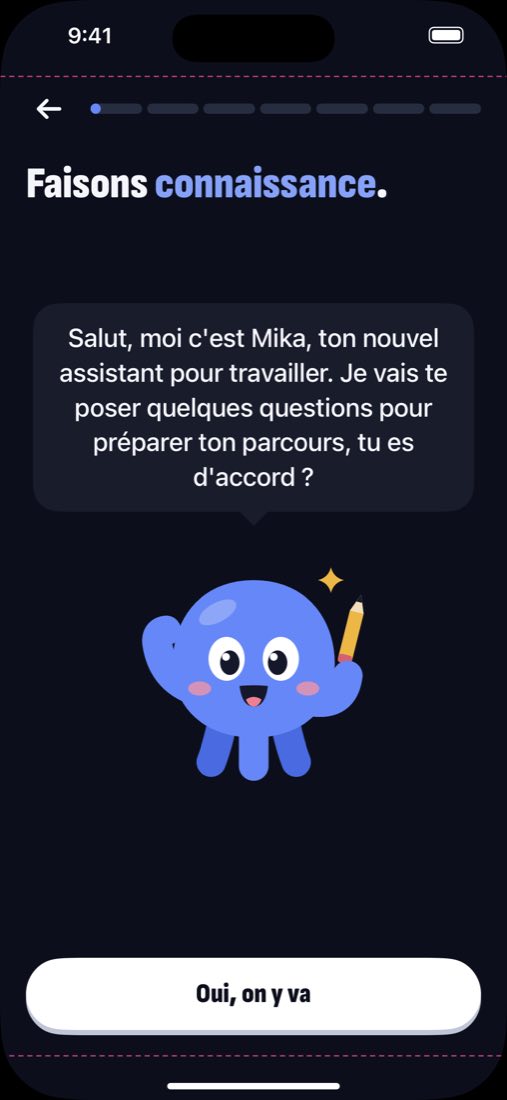 9:41
Faisons connaissance.
Salut, moi c'est Mika, ton nouvel
assistant pour travailler. Je vais te
poser quelques questions pour
préparer ton parcours, tu es
d'accord ?
Oui, on y va